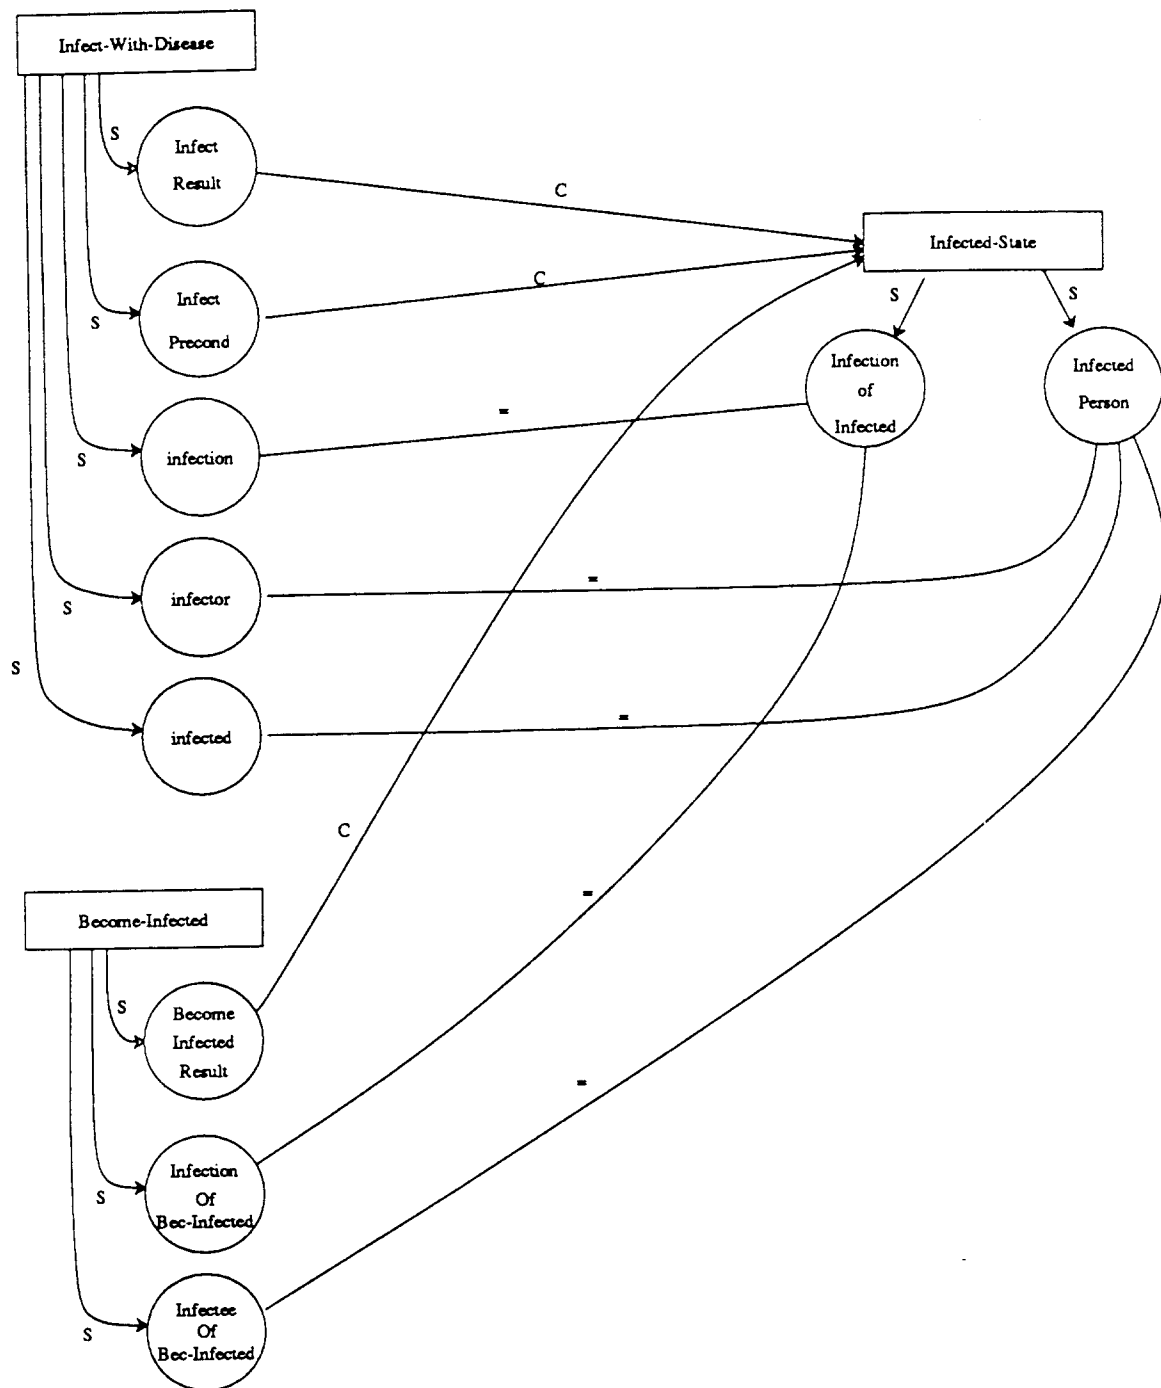 Infect-With-Disease
S
Infect
Result
C
Infected-State
Infect
Precond
S
C
S
S
Infection
of
Infected
Infected
Person
=
infection
S
=
infector
S
S
=
infected
C
Become-Infected
=
S
Become
Infected
Result
=
Infection
Of
Bec-Infected
S
Infectee
Of
Bec-Infected
S